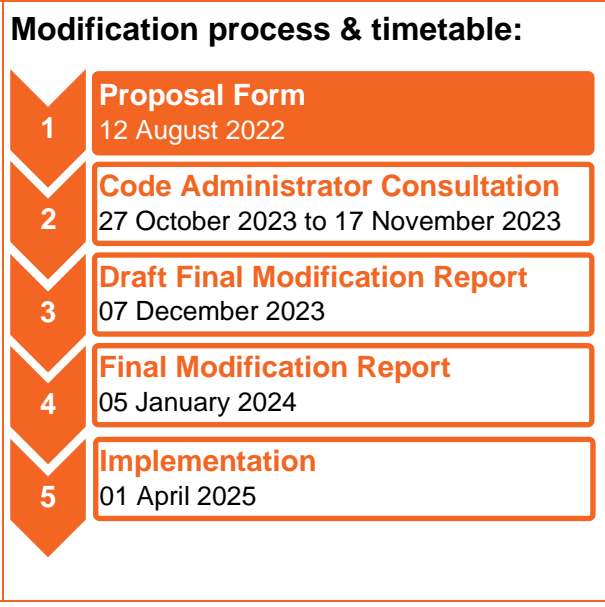 Modification process & timetable:
1
Proposal Form
12 August 2022
2
Code Administrator Consultation
27 October 2023 to 17 November 2023
3
Draft Final Modification Report
07 December 2023
4
Final Modification Report
05 January 2024
5
Implementation
01 April 2025